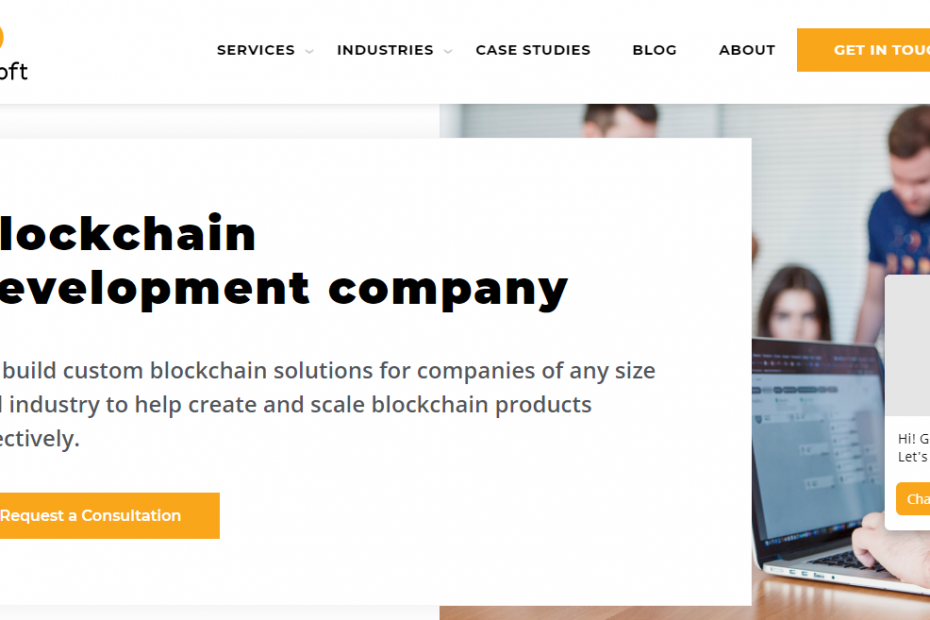 SERVICES INDUSTRIES CASE STUDIES BLOG ABOUT GET IN TOUC
oft
lockchain
evelopment company
build custom blockchain solutions for companies of any size
industry to help create and scale blockchain products
ectively.
Request a Consultation
Hi! G
Let's
Cha